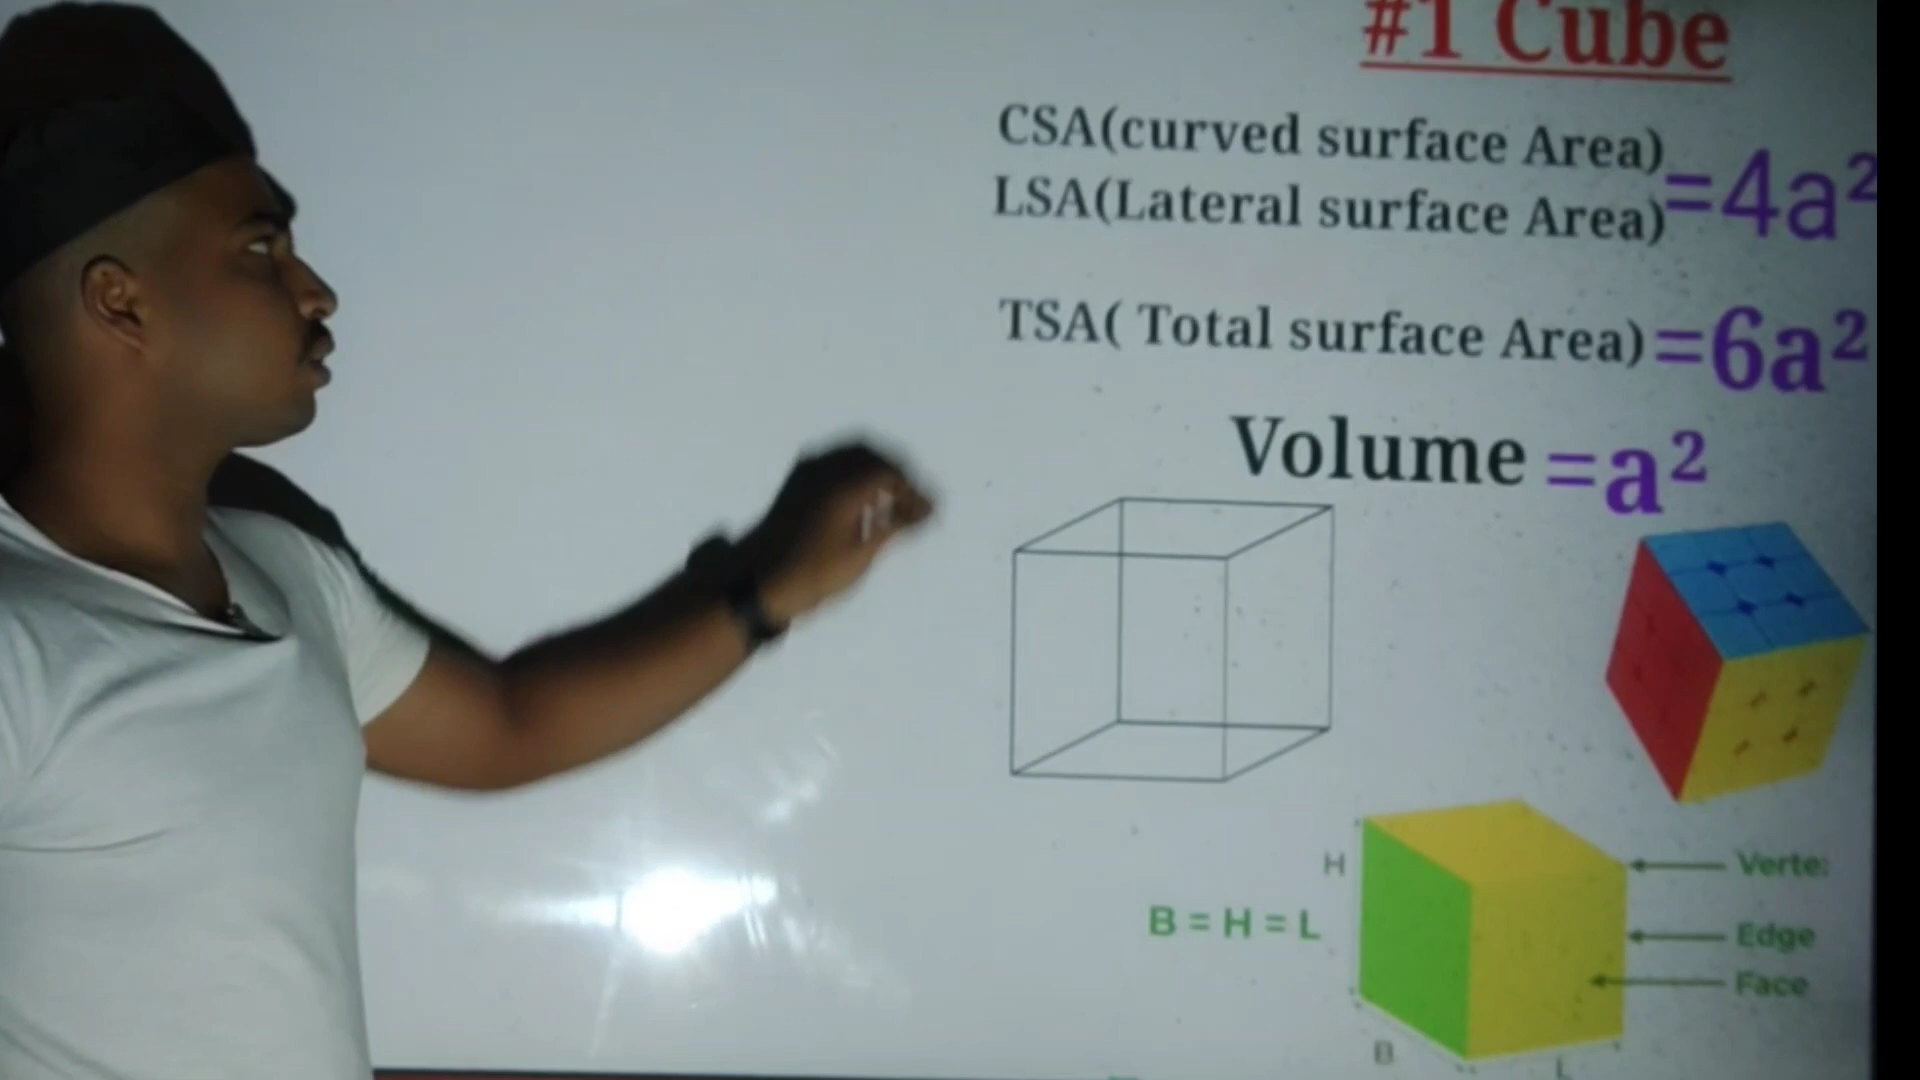 #1 Cube
CSA(curved surface Area)
LSA(Lateral surface Area)
=4a²
TSA( Total surface Area) =6a²
Volume =a²
H
B = H = L
Verte
Edge
Face
B
L